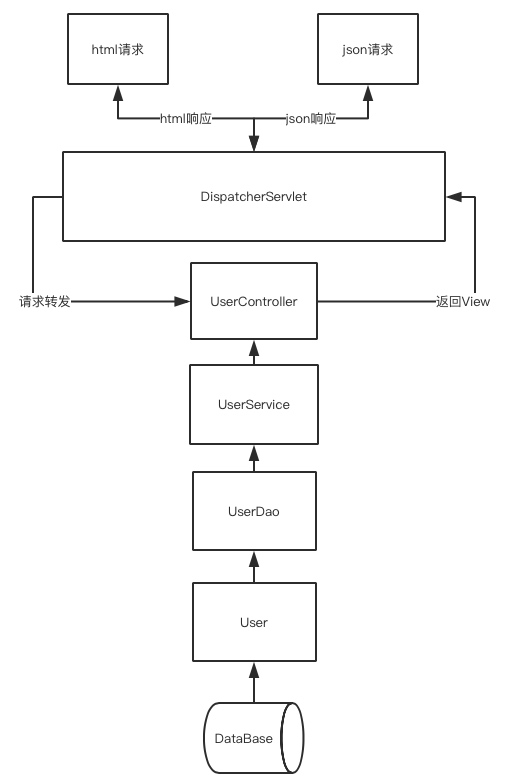 html请求
json请求
html响应
json响应
DispatcherServlet
请求转发
UserController
返回View
UserService
UserDao
User
DataBase